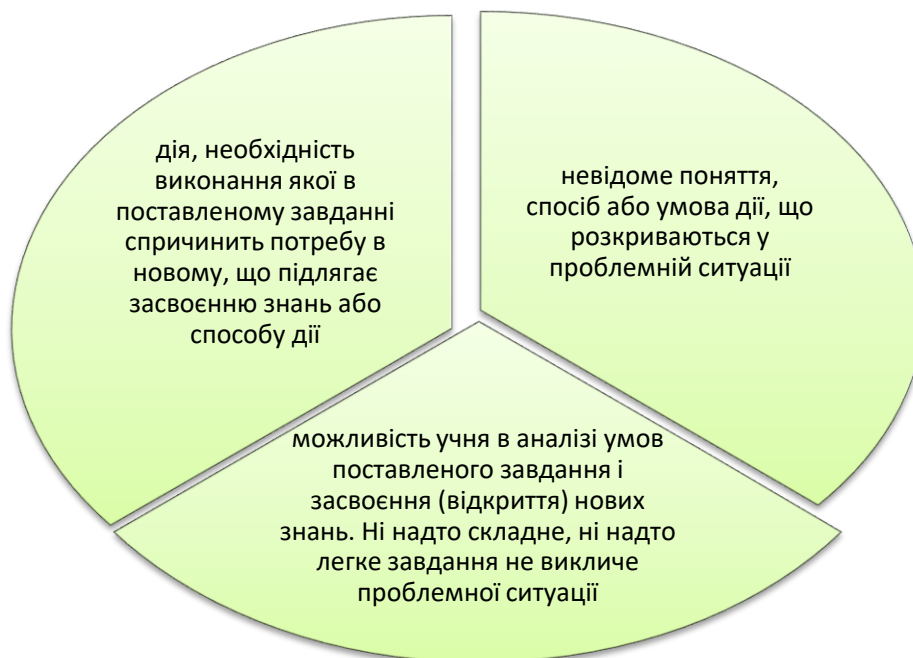 дія, необхідність
виконання якої в
поставленому завданні
спричинить потребу в
новому, що підлягає
засвоєнню знань або
способу дії
невідоме поняття,
спосіб або умова дії, що
розкриваються у
проблемній ситуації
можливість учня в аналізі умов
поставленого завдання і
засвоєння (відкриття) нових
знань. Ні надто складне, ні надто
легке завдання не викличе
проблемної ситуації